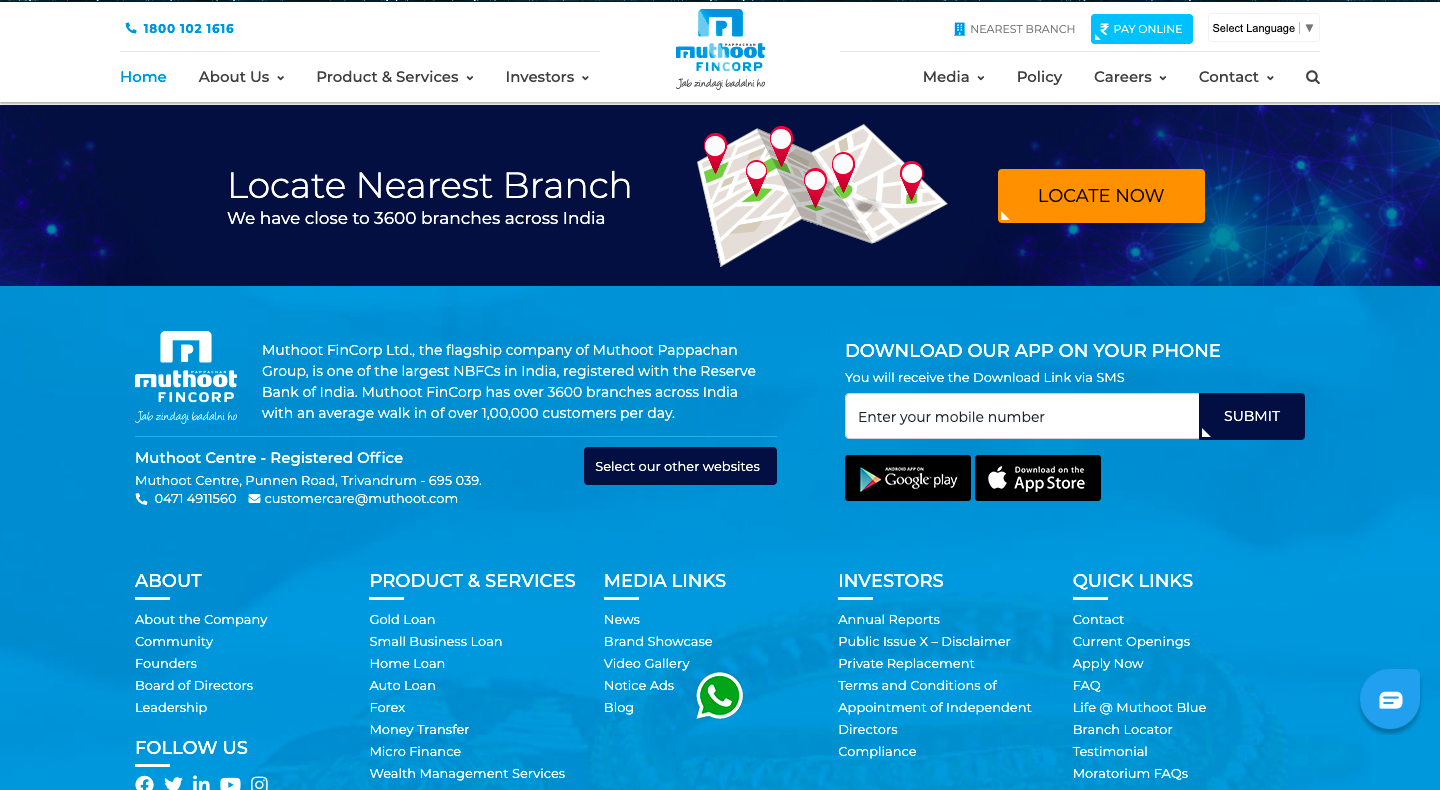 1800 102 1616
NEAREST BRANCH
PAY ONLINE
Select Language ▼
MUTHOOT PAPPACHAN
muthoot
FINCORP
Jab zindagi badalni ho
Home
About Us
Product & Services
Investors
Media
Policy
Careers
Contact
Locate Nearest Branch
We have close to 3600 branches across India
LOCATE NOW
PAPPACHAN
muthoot
FINCORP
Jab zindagi badalni ho
Muthoot FinCorp Ltd., the flagship company of Muthoot Pappachan
Group, is one of the largest NBFCs in India, registered with the Reserve
Bank of India. Muthoot FinCorp has over 3600 branches across India
with an average walk in of over 1,00,000 customers per day.
Muthoot Centre - Registered Office
Muthoot Centre, Punnen Road, Trivandrum - 695 039.
0471 4911560 customercare@muthoot.com
Select our other websites
DOWNLOAD OUR APP ON YOUR PHONE
You will receive the Download Link via SMS
Enter your mobile number
SUBMIT
ANDROID APP ON
Google play
Download on the
App Store
ABOUT
About the Company
Community
Founders
Board of Directors
Leadership
FOLLOW US
PRODUCT & SERVICES
Gold Loan
Small Business Loan
Home Loan
Auto Loan
Forex
Money Transfer
Micro Finance
Wealth Management Services
MEDIA LINKS
News
Brand Showcase
Video Gallery
Notice Ads
Blog
INVESTORS
Annual Reports
Public Issue X – Disclaimer
Private Replacement
Terms and Conditions of
Appointment of Independent
Directors
Compliance
QUICK LINKS
Contact
Current Openings
Apply Now
FAQ
Life @ Muthoot Blue
Branch Locator
Testimonial
Moratorium FAQs